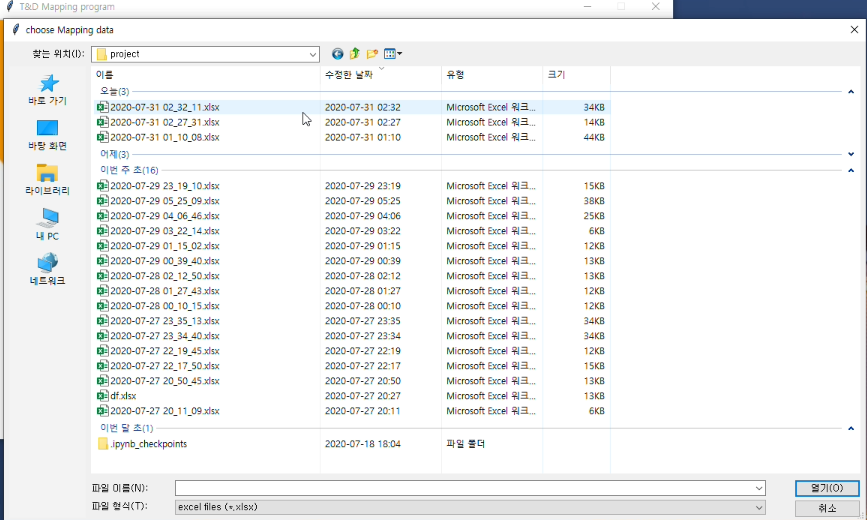 T&D Mapping program
choose Mapping data
찾는 위치(I): project
이름 수정한 날짜 유형 크기
오늘(3)
2020-07-31 02_32_11.xlsx 2020-07-31 02:32 Microsoft Excel 워크... 34KB
2020-07-31 02_27_31.xlsx 2020-07-31 02:27 Microsoft Excel 워크... 14KB
2020-07-31 01_10_08.xlsx 2020-07-31 01:10 Microsoft Excel 워크... 44KB
어제(3)
이번 주 초(16)
2020-07-29 23_19_10.xlsx 2020-07-29 23:19 Microsoft Excel 워크... 15KB
2020-07-29 05_25_09.xlsx 2020-07-29 05:25 Microsoft Excel 워크... 38KB
2020-07-29 04_06_46.xlsx 2020-07-29 04:06 Microsoft Excel 워크... 25KB
2020-07-29 03_22_14.xlsx 2020-07-29 03:22 Microsoft Excel 워크... 6KB
2020-07-29 01_15_02.xlsx 2020-07-29 01:15 Microsoft Excel 워크... 12KB
2020-07-29 00_39_40.xlsx 2020-07-29 00:39 Microsoft Excel 워크... 13KB
2020-07-28 02_12_50.xlsx 2020-07-28 02:12 Microsoft Excel 워크... 13KB
2020-07-28 01_27_43.xlsx 2020-07-28 01:27 Microsoft Excel 워크... 12KB
2020-07-28 00_10_15.xlsx 2020-07-28 00:10 Microsoft Excel 워크... 12KB
2020-07-27 23_35_13.xlsx 2020-07-27 23:35 Microsoft Excel 워크... 34KB
2020-07-27 23_34_40.xlsx 2020-07-27 23:34 Microsoft Excel 워크... 34KB
2020-07-27 22_19_45.xlsx 2020-07-27 22:19 Microsoft Excel 워크... 12KB
2020-07-27 22_17_50.xlsx 2020-07-27 22:17 Microsoft Excel 워크... 15KB
2020-07-27 20_50_45.xlsx 2020-07-27 20:50 Microsoft Excel 워크... 13KB
df.xlsx 2020-07-27 20:27 Microsoft Excel 워크... 13KB
2020-07-27 20_11_09.xlsx 2020-07-27 20:11 Microsoft Excel 워크... 6KB
이번 달 초(1)
.ipynb_checkpoints 2020-07-18 18:04 파일 폴더
바로 가기
바탕 화면
라이브러리
내 PC
네트워크
파일 이름(N): 열기(O)
파일 형식(T): excel files (*.xlsx) 취소